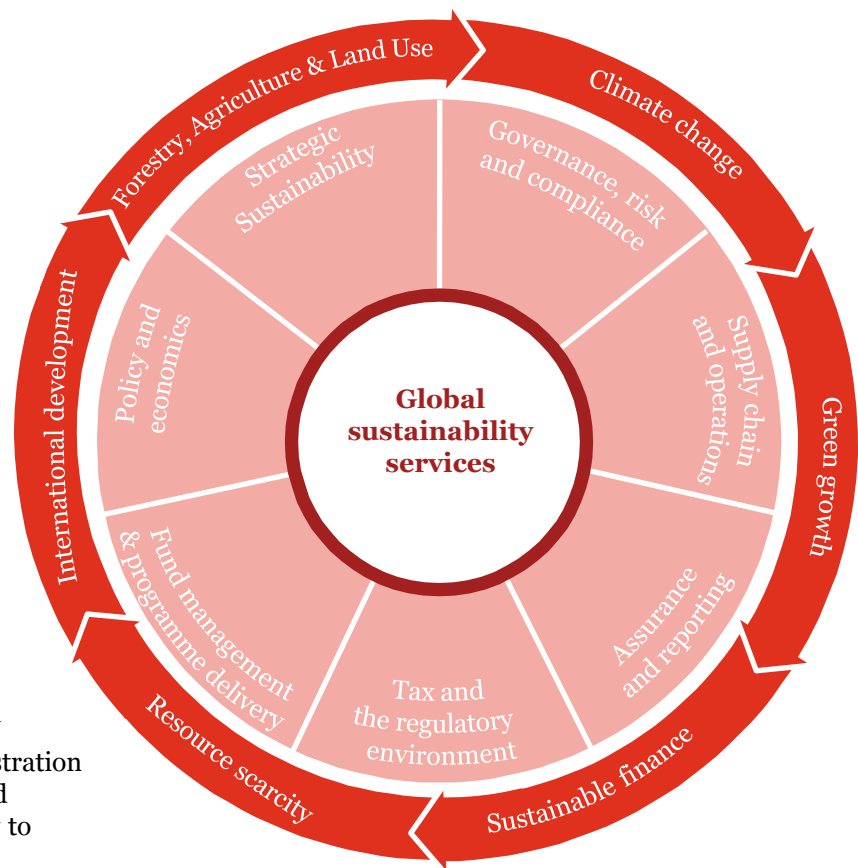 Forestry, Agriculture & Land Use
Climate change
Green growth
Sustainable finance
Resource scarcity
International development
Strategic
Sustainability
Governance, risk
and compliance
Supply chain
and operations
Assurance
and reporting
Tax and
the regulatory
environment
Fund management
& programme delivery
Policy and
economics
Global
sustainability
services
to